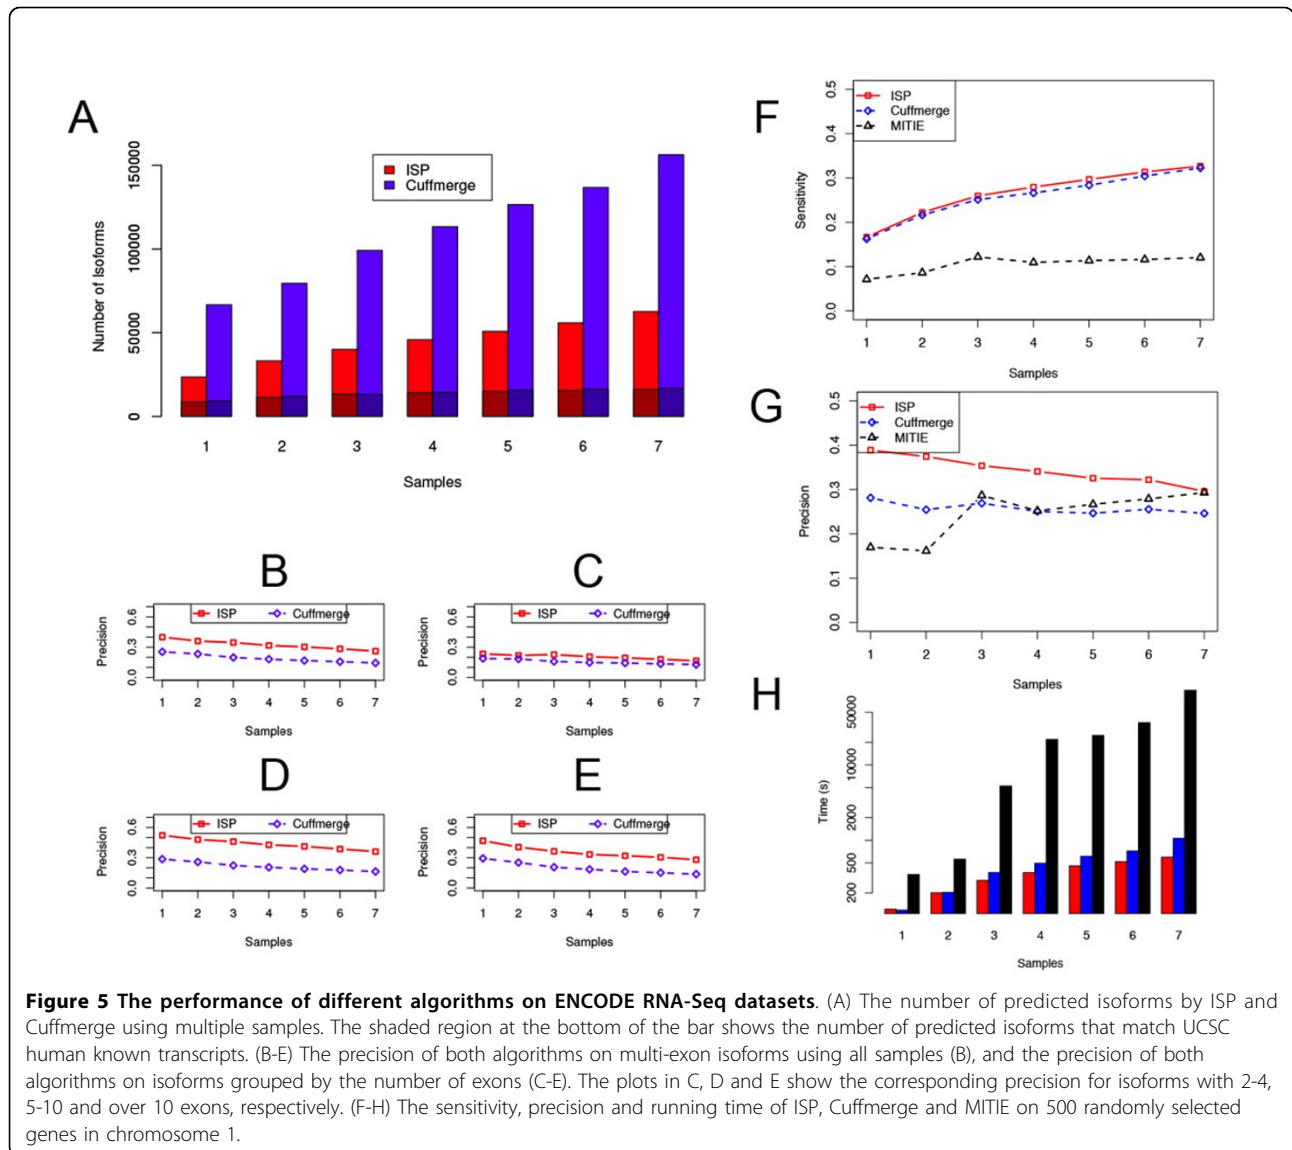 A
ISP
Cuffmerge
Number of Isoforms
0 50000 100000 150000
1 2 3 4 5 6 7
Samples
B
ISP Cuffmerge
Precision
0.0 0.3 0.6
1 2 3 4 5 6 7
Samples
C
ISP Cuffmerge
Precision
0.0 0.3 0.6
1 2 3 4 5 6 7
Samples
D
ISP Cuffmerge
Precision
0.0 0.3 0.6
1 2 3 4 5 6 7
Samples
E
ISP Cuffmerge
Precision
0.0 0.3 0.6
1 2 3 4 5 6 7
Samples
F
ISP
Cuffmerge
MITIE
Sensitivity
0.0 0.1 0.2 0.3 0.4 0.5
1 2 3 4 5 6 7
Samples
G
ISP
Cuffmerge
MITIE
Precision
0.0 0.1 0.2 0.3 0.4 0.5
1 2 3 4 5 6 7
Samples
H
Time (s)
200 500 2000 10000 50000
1 2 3 4 5 6 7
Samples
Figure 5 The performance of different algorithms on ENCODE RNA-Seq datasets. (A) The number of predicted isoforms by ISP and
Cuffmerge using multiple samples. The shaded region at the bottom of the bar shows the number of predicted isoforms that match UCSC
human known transcripts. (B-E) The precision of both algorithms on multi-exon isoforms using all samples (B), and the precision of both
algorithms on isoforms grouped by the number of exons (C-E). The plots in C, D and E show the corresponding precision for isoforms with 2-4,
5-10 and over 10 exons, respectively. (F-H) The sensitivity, precision and running time of ISP, Cuffmerge and MITIE on 500 randomly selected
genes in chromosome 1.